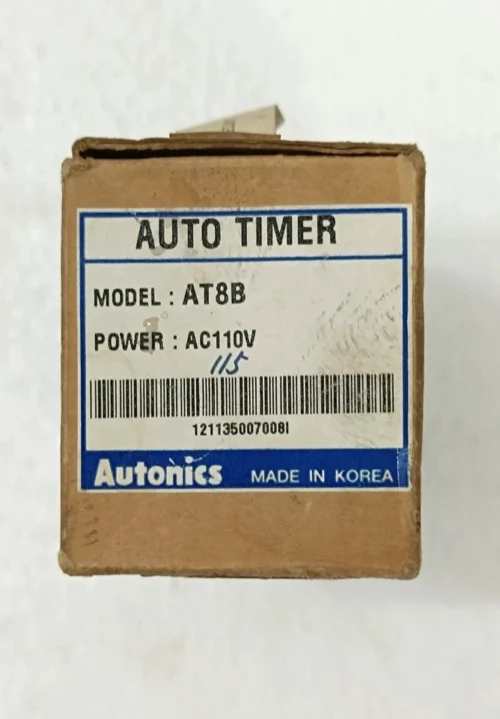 AUTO TIMER
MODEL : AT8B
POWER : AC110V
115
121135007008I
Autonics MADE IN KOREA